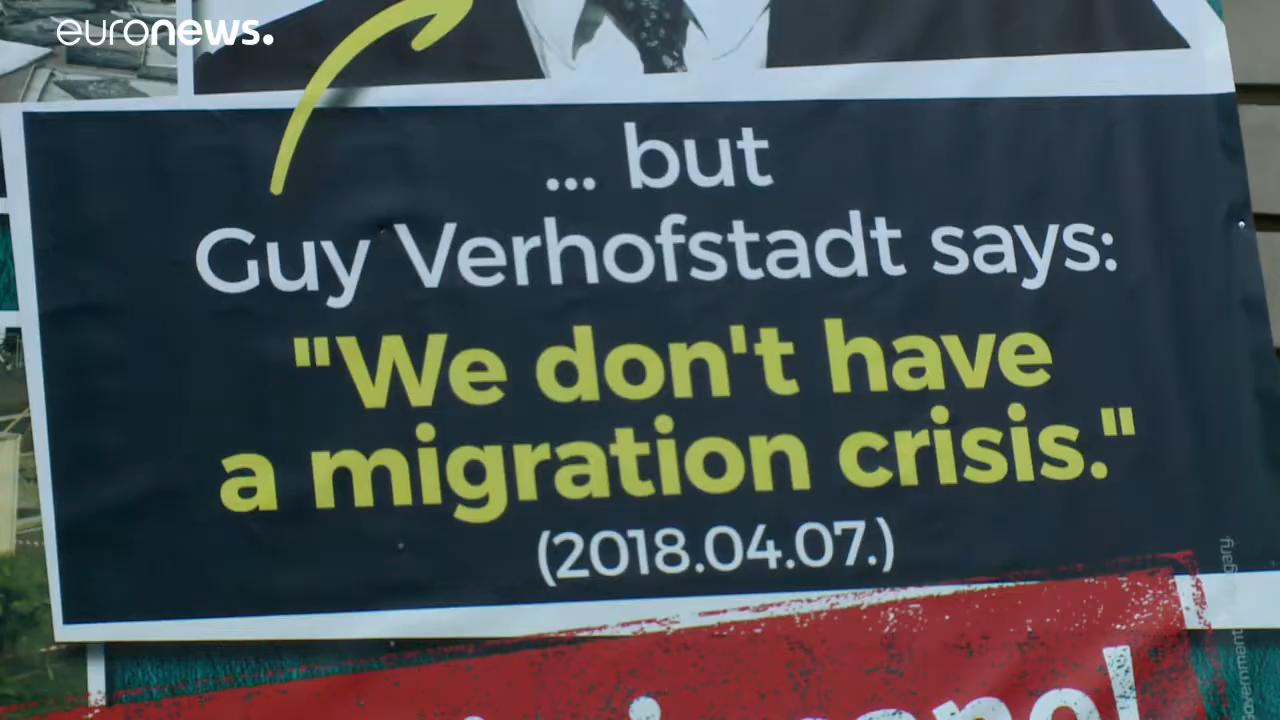 euronews.
... but
Guy Verhofstadt says:
"We don't have
a migration crisis."
(2018.04.07.)